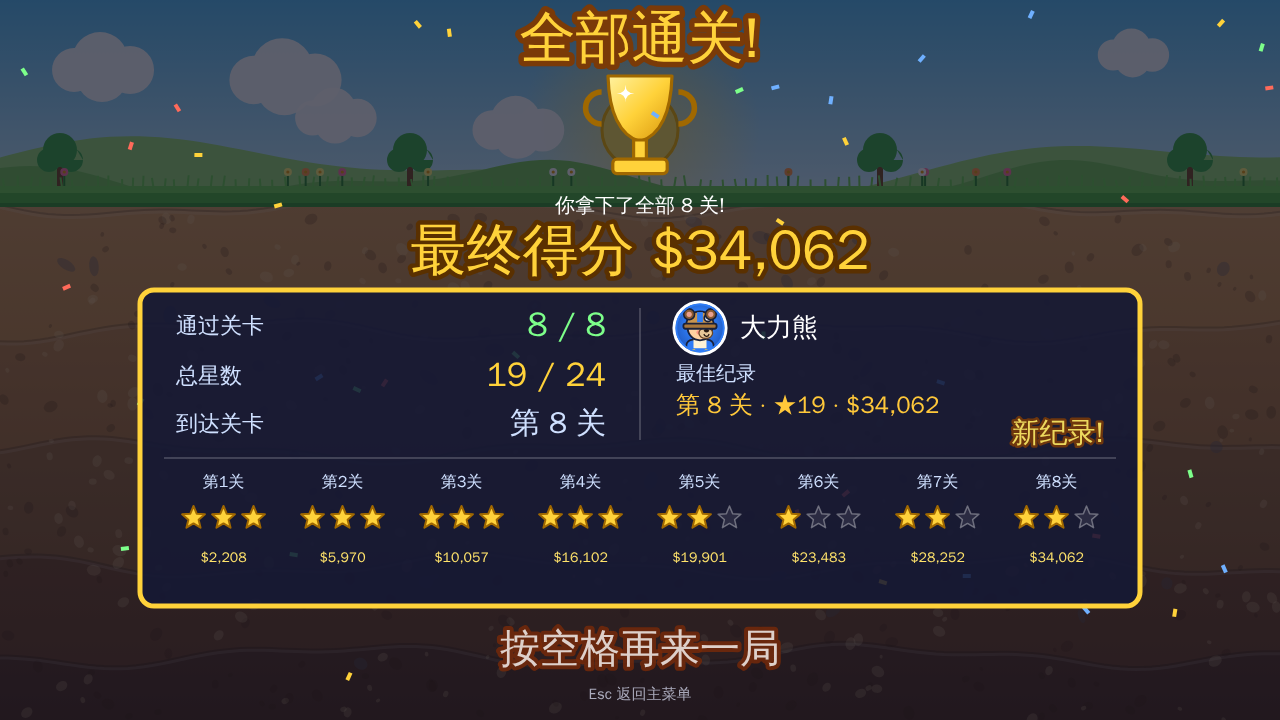 全部通关!
你拿下了全部 8 关!
最终得分 $34,062
通过关卡 8 / 8
总星数 19 / 24
到达关卡 第 8 关
大力熊
最佳纪录
第 8 关 · ★19 · $34,062
新纪录!
第1关 第2关 第3关 第4关 第5关 第6关 第7关 第8关
$2,208 $5,970 $10,057 $16,102 $19,901 $23,483 $28,252 $34,062
按空格再来一局
Esc 返回主菜单